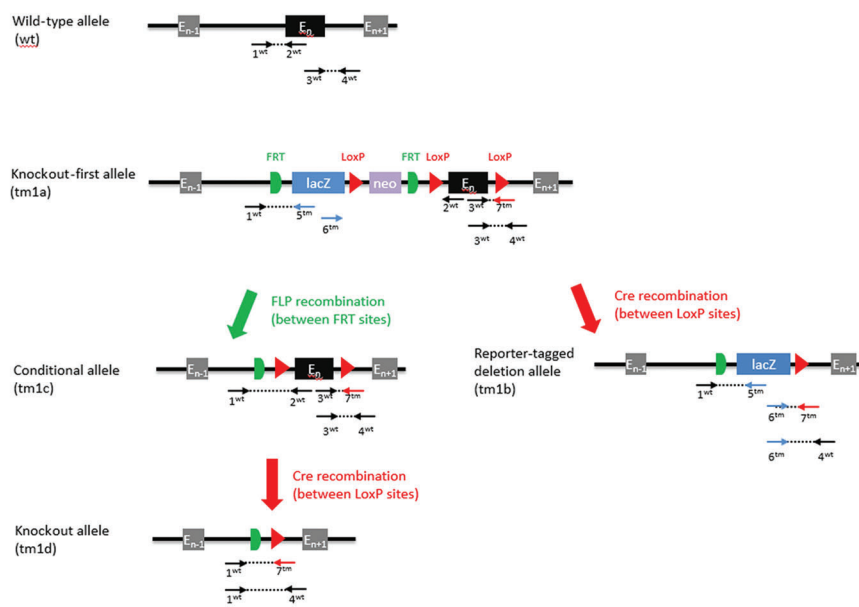 Wild-type allele
(wt)
En-1 En En+1
1wt 2wt
3wt 4wt
FRT LoxP FRT LoxP LoxP
Knockout-first allele
(tm1a)
En-1 lacZ neo En En+1
1wt 5tm 2wt 3wt 7tm
6tm
3wt 4wt
FLP recombination
(between FRT sites)
Cre recombination
(between LoxP sites)
Conditional allele
(tm1c)
En-1 En En+1
1wt 2wt 3wt 7tm
3wt 4wt
Reporter-tagged
deletion allele
(tm1b)
En-1 lacZ En+1
1wt 5tm
6tm 7tm
6tm 4wt
Cre recombination
(between LoxP sites)
Knockout allele
(tm1d)
En-1 En+1
1wt 7tm
1wt 4wt